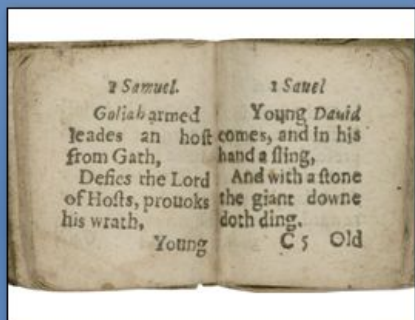 2 Samuel.
Goliah armed
leades an hoſt
from Gath,
Defies the Lord
of Hoſts, prouoks
his wrath,
Young
1 Sauel
Young Dauid
comes, and in his
hand a ſling,
And with a ſtone
the giant downe
doth ding.
C 5 Old